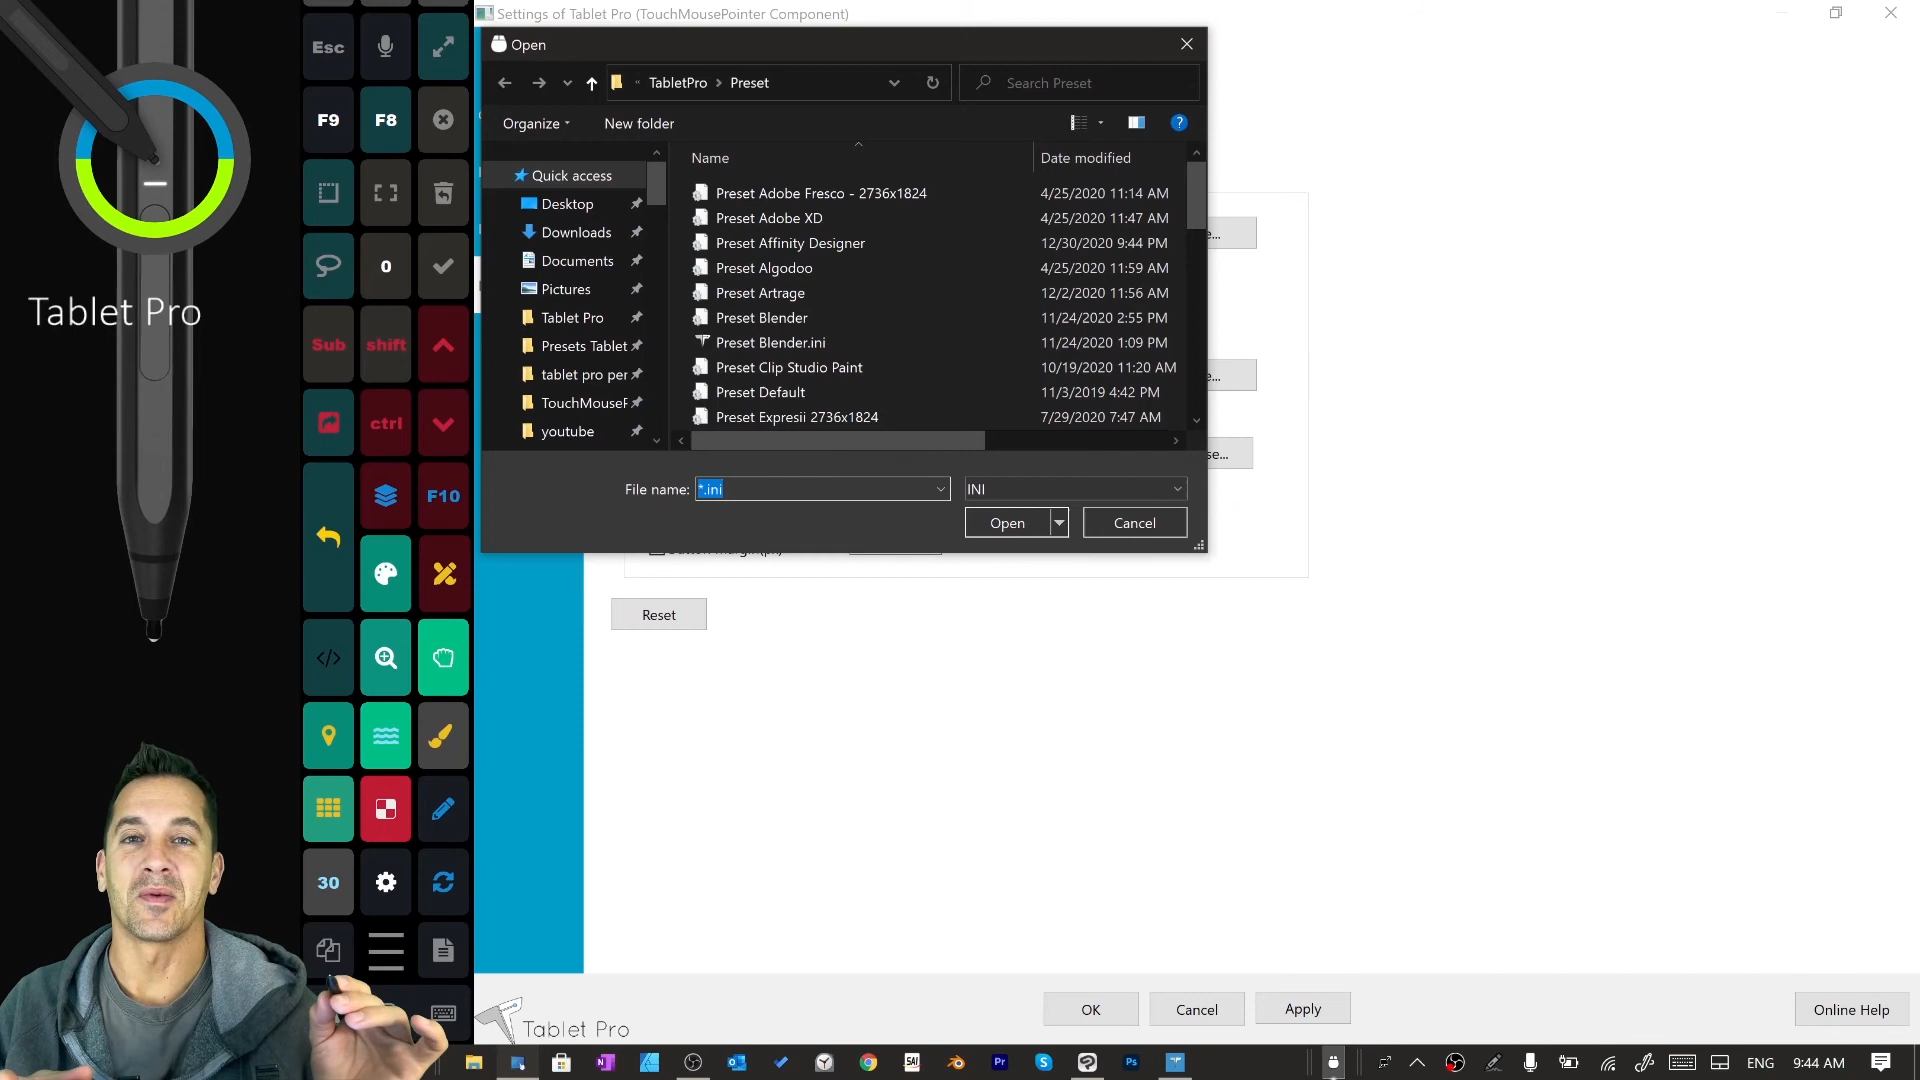 Settings of Tablet Pro (TouchMousePointer Component)
Open
TabletPro > Preset
Search Preset
Organize
New folder
Name
Date modified
Quick access
Desktop
Downloads
Documents
Pictures
Tablet Pro
Presets Tablet
tablet pro per
TouchMouseP
youtube
Preset Adobe Fresco - 2736x1824 4/25/2020 11:14 AM
Preset Adobe XD 4/25/2020 11:47 AM
Preset Affinity Designer 12/30/2020 9:44 PM
Preset Algodoo 4/25/2020 11:59 AM
Preset Artrage 12/2/2020 11:56 AM
Preset Blender 11/24/2020 2:55 PM
Preset Blender.ini 11/24/2020 1:09 PM
Preset Clip Studio Paint 10/19/2020 11:20 AM
Preset Default 11/3/2019 4:42 PM
Preset Expresii 2736x1824 7/29/2020 7:47 AM
File name: *.ini
INI
Open
Cancel
Reset
OK
Cancel
Apply
Online Help
Tablet Pro
Tablet Pro
Esc
F9
F8
0
Sub
shift
ctrl
F10
</>
30
SAI
Pr
Ps
ENG
9:44 AM